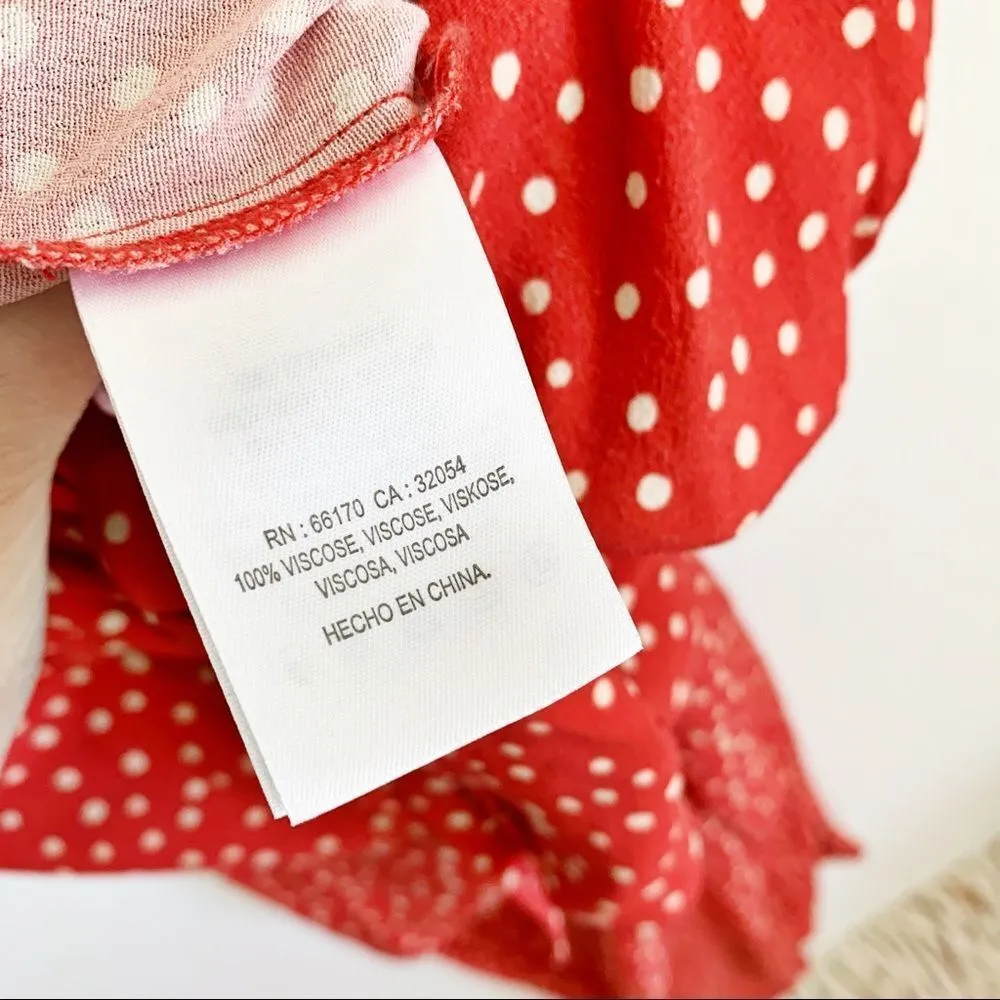 RN : 66170 CA : 32054
100% VISCOSE, VISCOSE, VISKOSE,
VISCOSA, VISCOSA
HECHO EN CHINA.